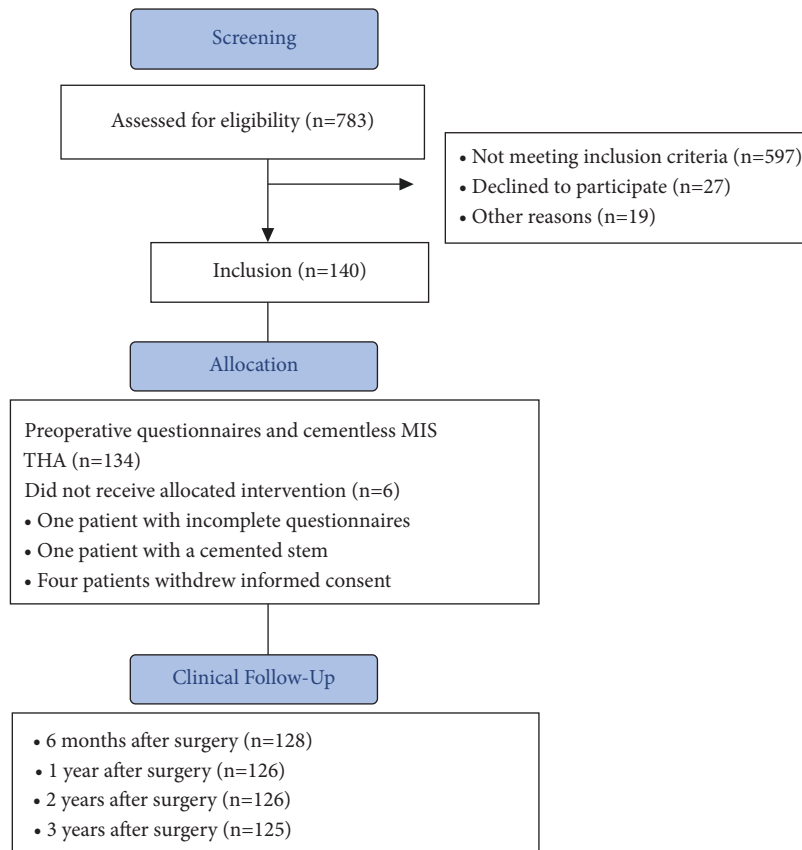 Screening
Assessed for eligibility (n=783)
• Not meeting inclusion criteria (n=597)
• Declined to participate (n=27)
• Other reasons (n=19)
Inclusion (n=140)
Allocation
Preoperative questionnaires and cementless MIS
THA (n=134)
Did not receive allocated intervention (n=6)
• One patient with incomplete questionnaires
• One patient with a cemented stem
• Four patients withdrew informed consent
Clinical Follow-Up
• 6 months after surgery (n=128)
• 1 year after surgery (n=126)
• 2 years after surgery (n=126)
• 3 years after surgery (n=125)